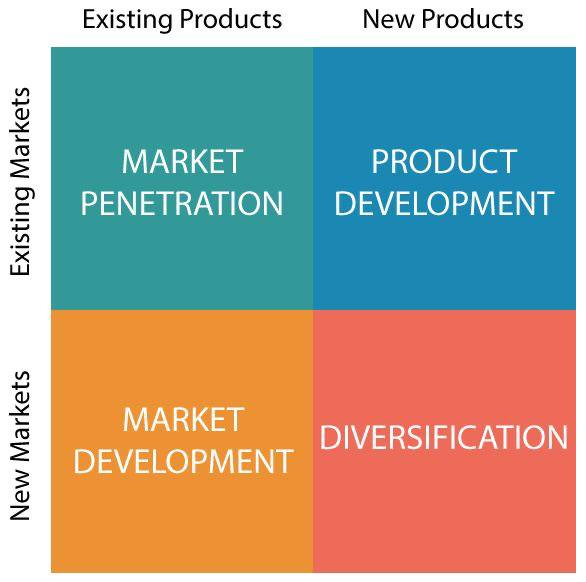 Existing Products
New Products
Existing Markets
MARKET
PENETRATION
PRODUCT
DEVELOPMENT
New Markets
MARKET
DEVELOPMENT
DIVERSIFICATION